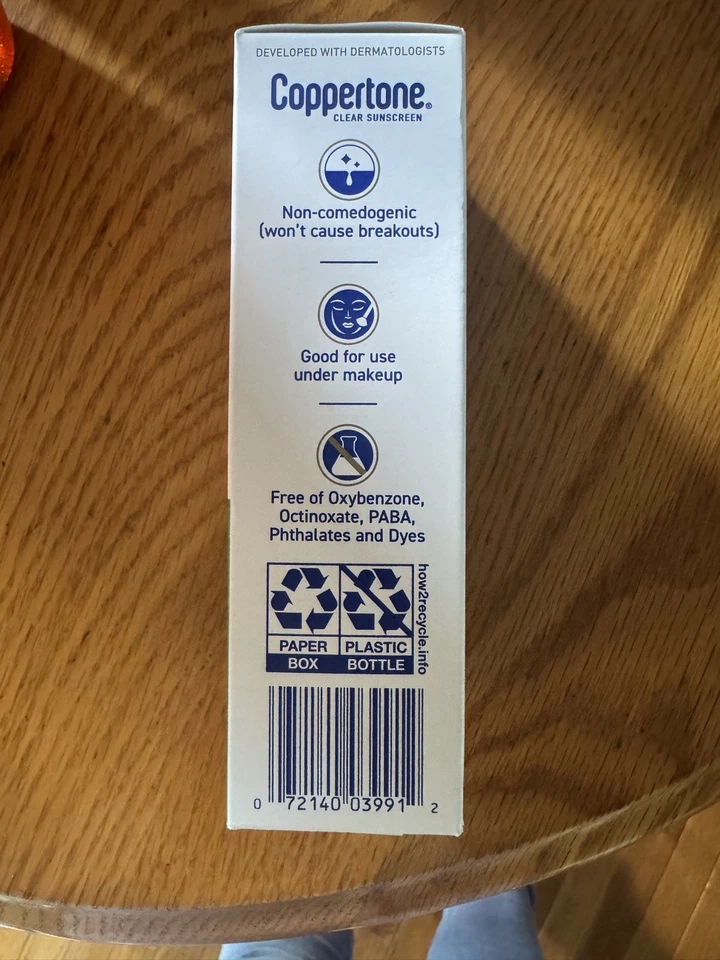 DEVELOPED WITH DERMATOLOGISTS
Coppertone®
CLEAR SUNSCREEN
Non-comedogenic
(won't cause breakouts)
Good for use
under makeup
Free of Oxybenzone,
Octinoxate, PABA,
Phthalates and Dyes
PAPER PLASTIC
BOX BOTTLE
how2recycle.info
0 72140 03991 2